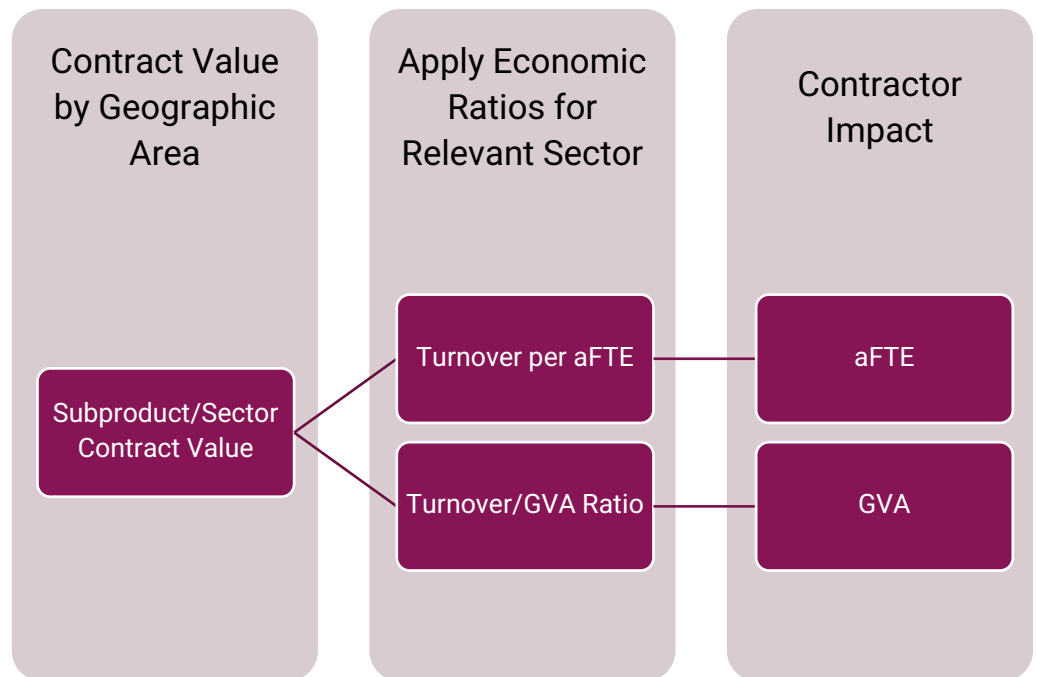 Contract Value
by Geographic
Area
Apply Economic
Ratios for
Relevant Sector
Contractor
Impact
Subproduct/Sector
Contract Value
Turnover per aFTE
Turnover/GVA Ratio
aFTE
GVA